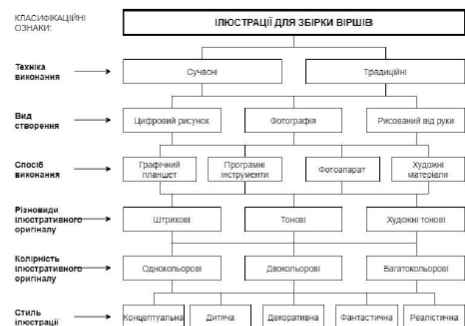 КЛАСИФІКАЦІЙНІ
ОЗНАКИ:
ІЛЮСТРАЦІЇ ДЛЯ ЗБІРКИ ВІРШІВ
Техніка
виконання
Сучасні
Традиційні
Вид
створення
Цифровий рисунок
Фотографія
Рисований від руки
Спосіб
виконання
Графічний
планшет
Програмні
інструменти
Фотоапарат
Художні
матеріали
Різновиди
ілюстративного
оригіналу
Штрихові
Тонові
Художні тонові
Колірність
ілюстративного
оригіналу
Однокольорові
Двокольорові
Багатокольорові
Стиль
ілюстрації
Концептуальна
Дитяча
Декоративна
Фантастична
Реалістична